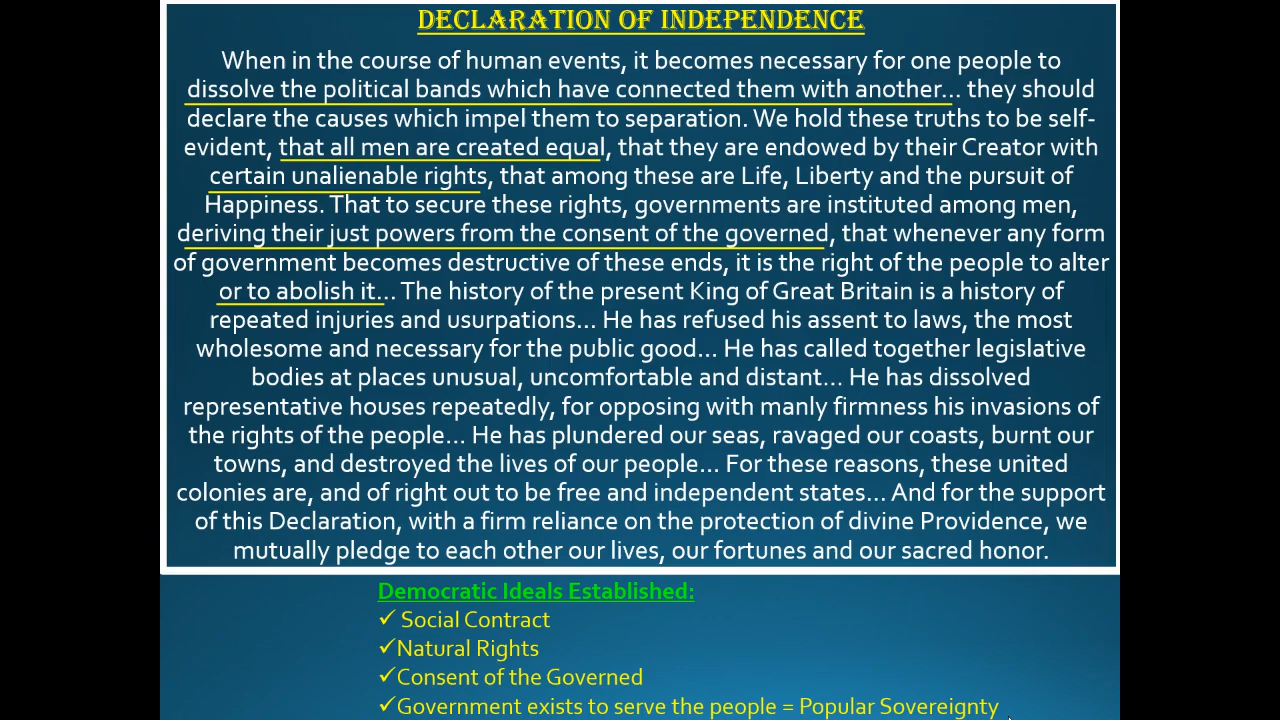 DECLARATION OF INDEPENDENCE
When in the course of human events, it becomes necessary for one people to
dissolve the political bands which have connected them with another... they should
declare the causes which impel them to separation. We hold these truths to be self-
evident, that all men are created equal, that they are endowed by their Creator with
certain unalienable rights, that among these are Life, Liberty and the pursuit of
Happiness. That to secure these rights, governments are instituted among men,
deriving their just powers from the consent of the governed, that whenever any form
of government becomes destructive of these ends, it is the right of the people to alter
or to abolish it... The history of the present King of Great Britain is a history of
repeated injuries and usurpations... He has refused his assent to laws, the most
wholesome and necessary for the public good... He has called together legislative
bodies at places unusual, uncomfortable and distant... He has dissolved
representative houses repeatedly, for opposing with manly firmness his invasions of
the rights of the people... He has plundered our seas, ravaged our coasts, burnt our
towns, and destroyed the lives of our people... For these reasons, these united
colonies are, and of right out to be free and independent states... And for the support
of this Declaration, with a firm reliance on the protection of divine Providence, we
mutually pledge to each other our lives, our fortunes and our sacred honor.
Democratic Ideals Established:
✓ Social Contract
✓Natural Rights
✓Consent of the Governed
✓Government exists to serve the people = Popular Sovereignty